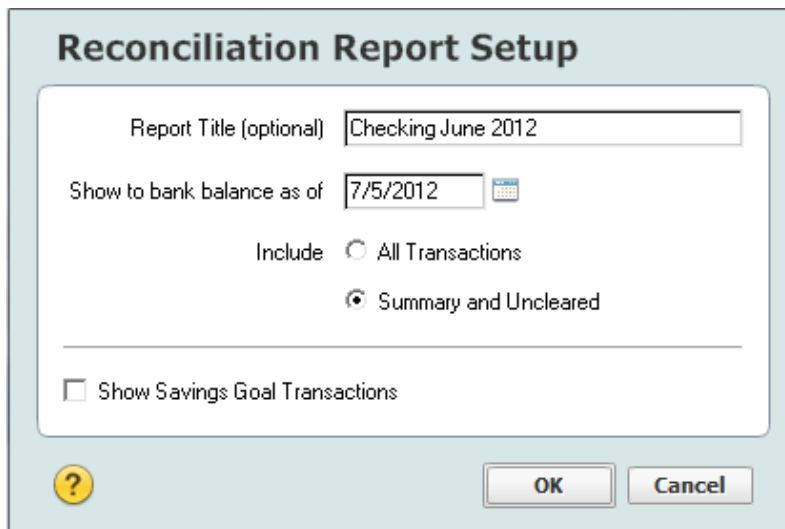 Reconciliation Report Setup
Report Title (optional) Checking June 2012
Show to bank balance as of 7/5/2012
Include All Transactions
Summary and Uncleared
Show Savings Goal Transactions
? OK Cancel